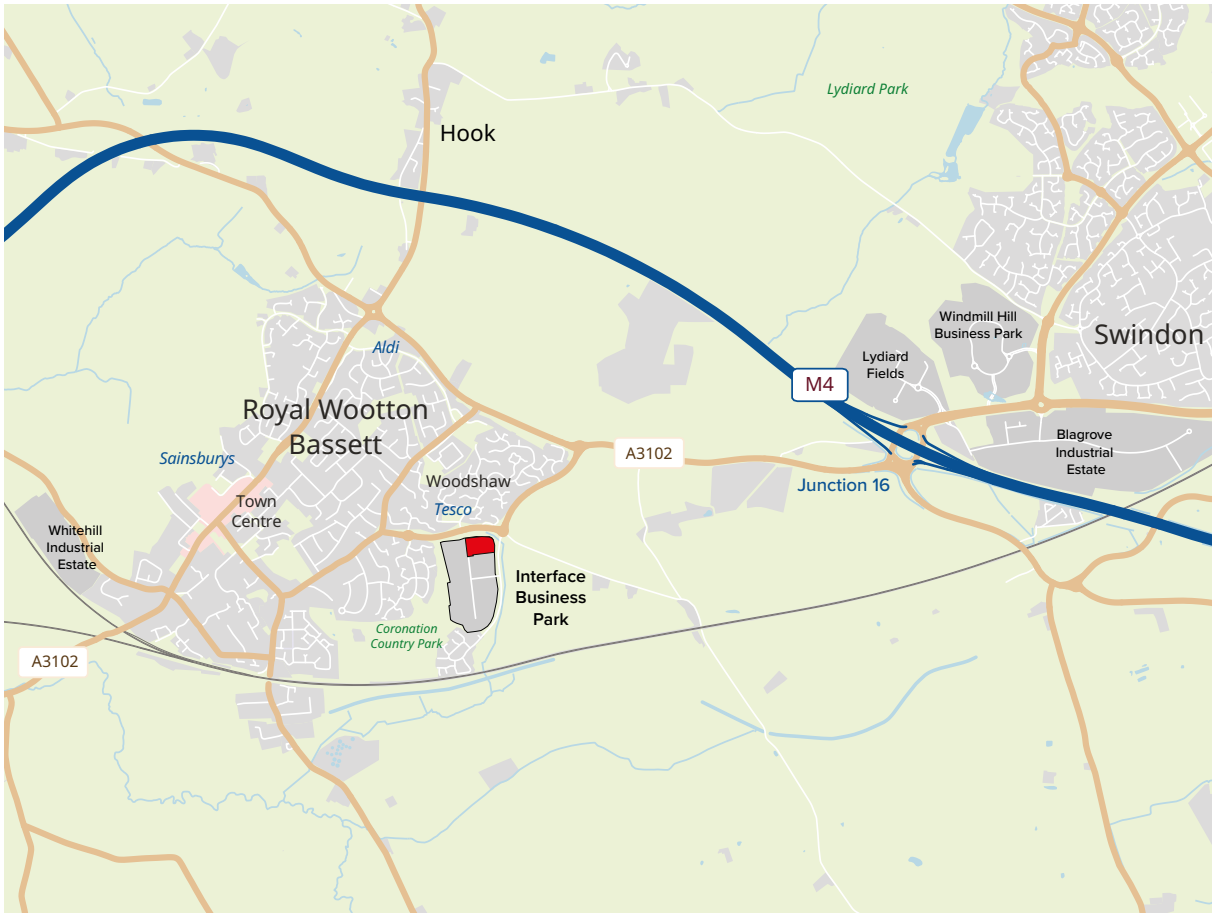 Lydiard Park
Hook
Windmill Hill
Business Park
Swindon
Aldi
Lydiard
Fields
M4
Royal Wootton
Bassett
Blagrove
Industrial
Estate
A3102
Sainsburys
Woodshaw
Junction 16
Tesco
Town
Centre
Whitehill
Industrial
Estate
Interface
Business
Park
Coronation
Country Park
A3102